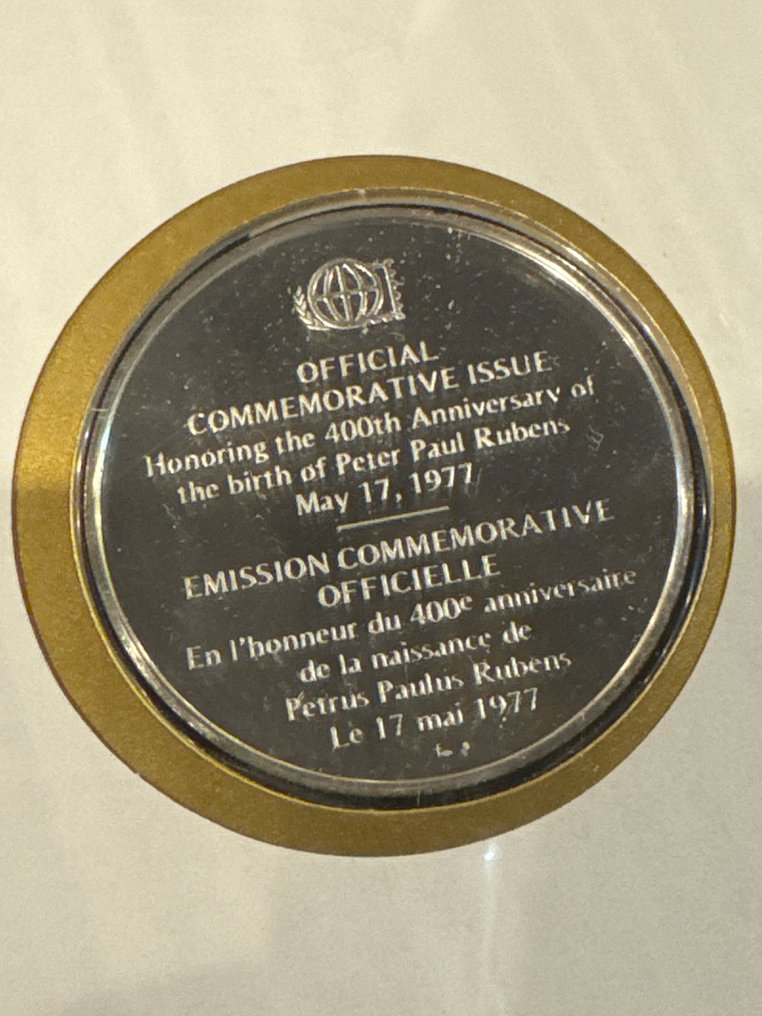 OFFICIAL
COMMEMORATIVE ISSUE
Honoring the 400th Anniversary of
the birth of Peter Paul Rubens
May 17, 1977
EMISSION COMMEMORATIVE
OFFICIELLE
En l'honneur du 400e anniversaire
de la naissance de
Petrus Paulus Rubens
Le 17 mai 1977